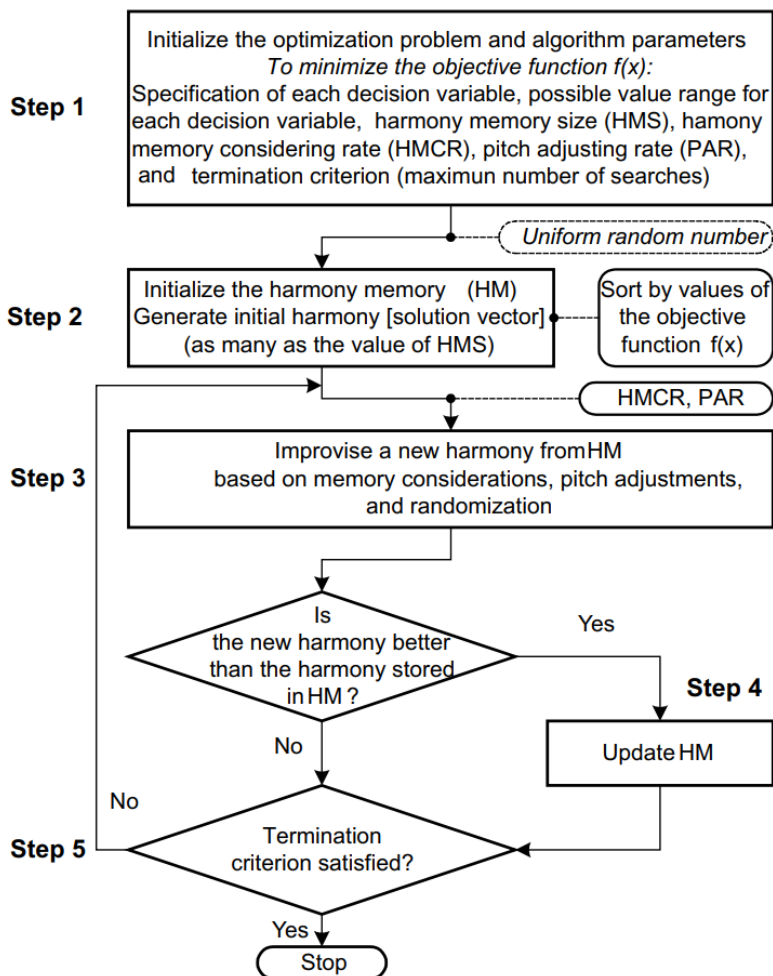 Initialize the optimization problem and algorithm parameters
To minimize the objective function f(x):
Step 1
Specification of each decision variable, possible value range for
each decision variable, harmony memory size (HMS), hamony
memory considering rate (HMCR), pitch adjusting rate (PAR),
and termination criterion (maximun number of searches)
Uniform random number
Step 2
Initialize the harmony memory (HM)
Generate initial harmony [solution vector]
(as many as the value of HMS)
Sort by values of
the objective
function f(x)
HMCR, PAR
Step 3
Improvise a new harmony from HM
based on memory considerations, pitch adjustments,
and randomization
Is
the new harmony better
than the harmony stored
in HM ?
Yes
Step 4
Update HM
No
No
Step 5
Termination
criterion satisfied?
Yes
Stop